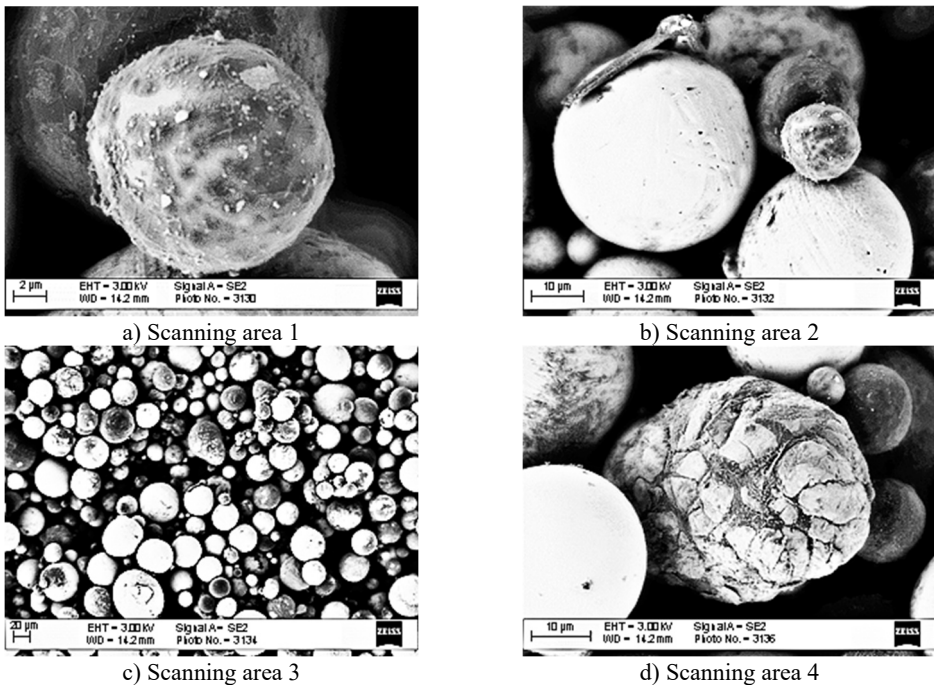 2 µm EHT = 3.00 kV Signal A = SE2
WD = 14.2 mm Photo No. = 3130 ZEISS
10 µm EHT = 3.00 kV Signal A = SE2
WD = 14.2 mm Photo No. = 3132 ZEISS
a) Scanning area 1
b) Scanning area 2
20 µm EHT = 3.00 kV Signal A = SE2
WD = 14.2 mm Photo No. = 3134 ZEISS
10 µm EHT = 3.00 kV Signal A = SE2
WD = 14.2 mm Photo No. = 3136 ZEISS
c) Scanning area 3
d) Scanning area 4